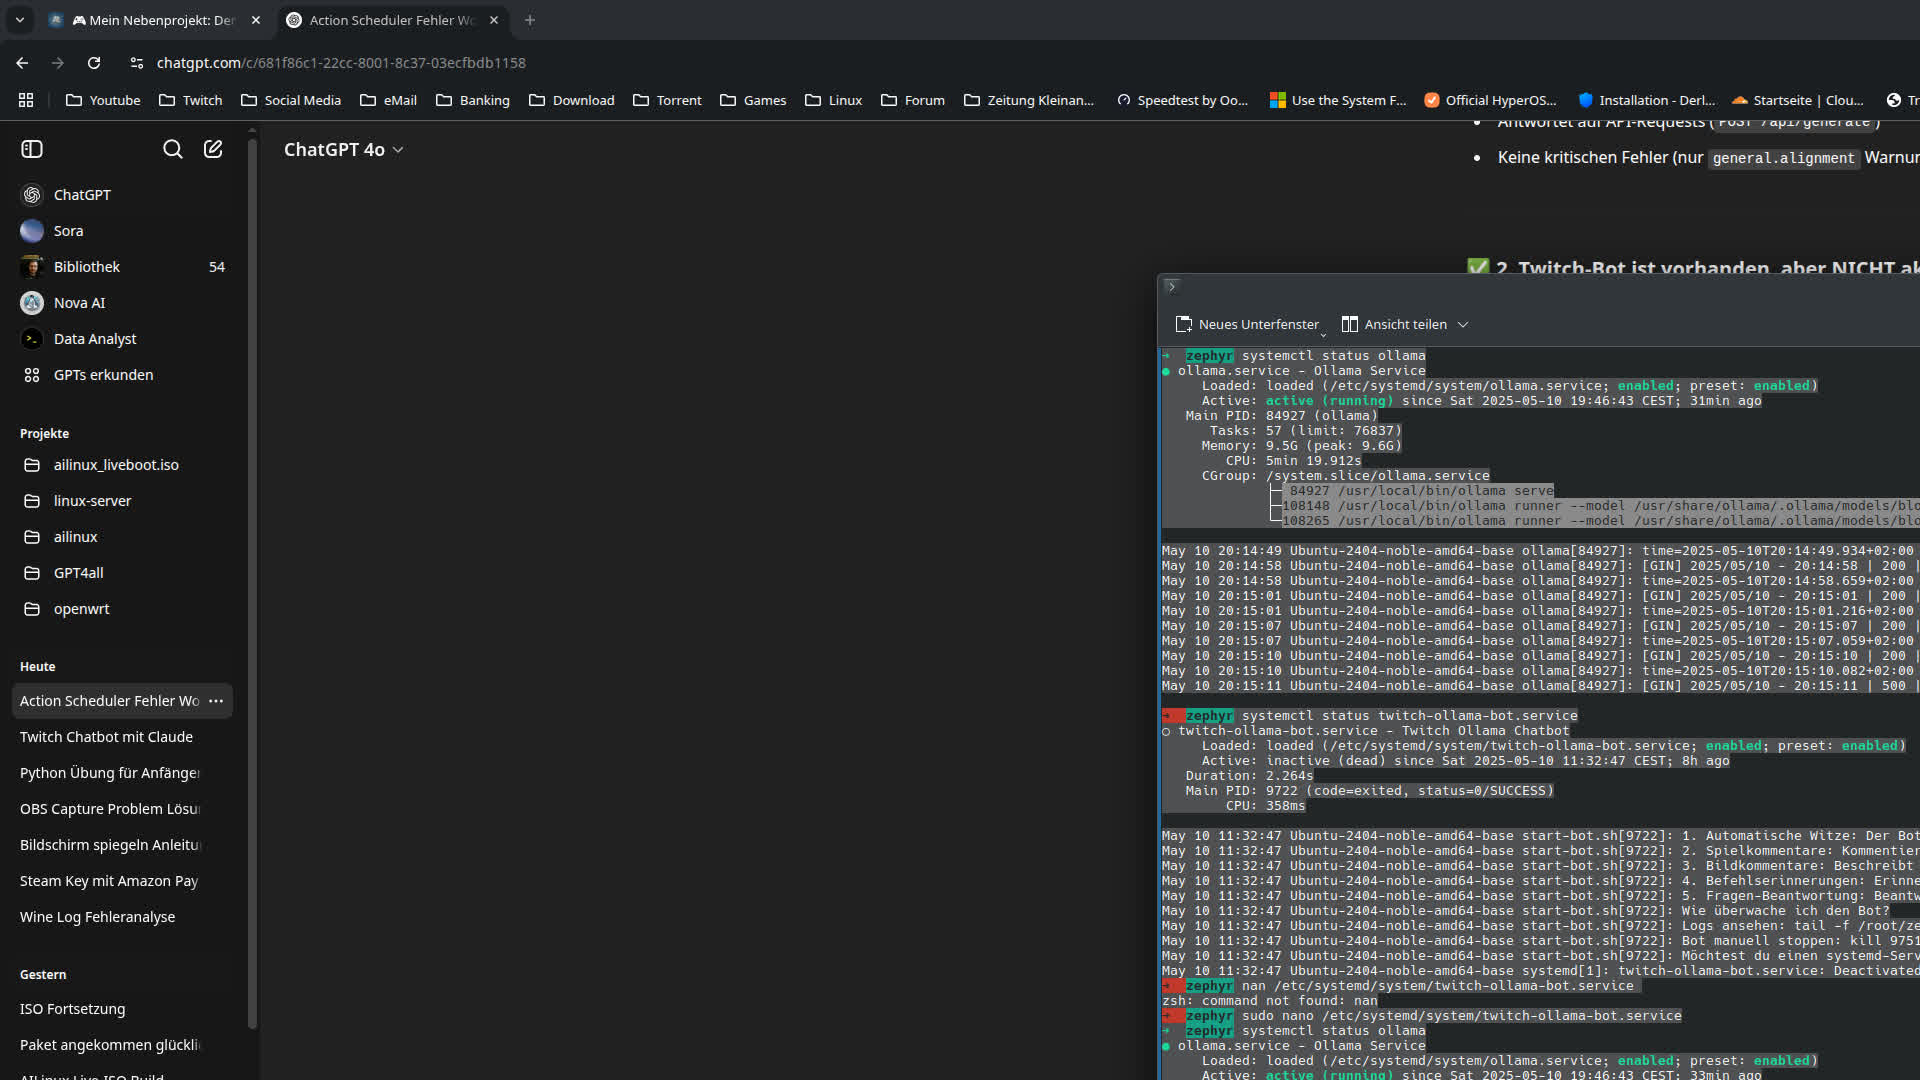 🎮 Mein Nebenprojekt: Der
Action Scheduler Fehler Wo
chatgpt.com/c/681f86c1-22cc-8001-8c37-03ecfbdb1158
Youtube Twitch Social Media eMail Banking Download Torrent Games Linux Forum Zeitung Kleinan... Speedtest by Oo... Use the System F... Official HyperOS... Installation - Derl... Startseite | Clou... Tr
ChatGPT 4o
ChatGPT
Sora
Bibliothek 54
Nova AI
Data Analyst
GPTs erkunden
Projekte
ailinux_liveboot.iso
linux-server
ailinux
GPT4all
openwrt
Heute
Action Scheduler Fehler Wo ...
Twitch Chatbot mit Claude
Python Übung für Anfänger
OBS Capture Problem Lösu
Bildschirm spiegeln Anleitu
Steam Key mit Amazon Pay
Wine Log Fehleranalyse
Gestern
ISO Fortsetzung
Paket angekommen glückli
AILinux Live ISO Build
• Antwortet auf API-Requests (POST /api/generate)
• Keine kritischen Fehler (nur general.alignment Warnun
✅ 2. Twitch-Bot ist vorhanden, aber NICHT ak
Neues Unterfenster Ansicht teilen
→ zephyr systemctl status ollama
● ollama.service - Ollama Service
Loaded: loaded (/etc/systemd/system/ollama.service; enabled; preset: enabled)
Active: active (running) since Sat 2025-05-10 19:46:43 CEST; 31min ago
Main PID: 84927 (ollama)
Tasks: 57 (limit: 76837)
Memory: 9.5G (peak: 9.6G)
CPU: 5min 19.912s
CGroup: /system.slice/ollama.service
├─ 84927 /usr/local/bin/ollama serve
├─108148 /usr/local/bin/ollama runner --model /usr/share/ollama/.ollama/models/blo
└─108265 /usr/local/bin/ollama runner --model /usr/share/ollama/.ollama/models/blo
May 10 20:14:49 Ubuntu-2404-noble-amd64-base ollama[84927]: time=2025-05-10T20:14:49.934+02:00
May 10 20:14:58 Ubuntu-2404-noble-amd64-base ollama[84927]: [GIN] 2025/05/10 - 20:14:58 | 200 |
May 10 20:14:58 Ubuntu-2404-noble-amd64-base ollama[84927]: time=2025-05-10T20:14:58.659+02:00
May 10 20:15:01 Ubuntu-2404-noble-amd64-base ollama[84927]: [GIN] 2025/05/10 - 20:15:01 | 200 |
May 10 20:15:01 Ubuntu-2404-noble-amd64-base ollama[84927]: time=2025-05-10T20:15:01.216+02:00
May 10 20:15:07 Ubuntu-2404-noble-amd64-base ollama[84927]: [GIN] 2025/05/10 - 20:15:07 | 200 |
May 10 20:15:07 Ubuntu-2404-noble-amd64-base ollama[84927]: time=2025-05-10T20:15:07.059+02:00
May 10 20:15:10 Ubuntu-2404-noble-amd64-base ollama[84927]: [GIN] 2025/05/10 - 20:15:10 | 200 |
May 10 20:15:10 Ubuntu-2404-noble-amd64-base ollama[84927]: time=2025-05-10T20:15:10.082+02:00
May 10 20:15:11 Ubuntu-2404-noble-amd64-base ollama[84927]: [GIN] 2025/05/10 - 20:15:11 | 500 |
→ zephyr systemctl status twitch-ollama-bot.service
○ twitch-ollama-bot.service - Twitch Ollama Chatbot
Loaded: loaded (/etc/systemd/system/twitch-ollama-bot.service; enabled; preset: enabled)
Active: inactive (dead) since Sat 2025-05-10 11:32:47 CEST; 8h ago
Duration: 2.264s
Main PID: 9722 (code=exited, status=0/SUCCESS)
CPU: 358ms
May 10 11:32:47 Ubuntu-2404-noble-amd64-base start-bot.sh[9722]: 1. Automatische Witze: Der Bot
May 10 11:32:47 Ubuntu-2404-noble-amd64-base start-bot.sh[9722]: 2. Spielkommentare: Kommentier
May 10 11:32:47 Ubuntu-2404-noble-amd64-base start-bot.sh[9722]: 3. Bildkommentare: Beschreibt
May 10 11:32:47 Ubuntu-2404-noble-amd64-base start-bot.sh[9722]: 4. Befehlserinnerungen: Erinne
May 10 11:32:47 Ubuntu-2404-noble-amd64-base start-bot.sh[9722]: 5. Fragen-Beantwortung: Beantw
May 10 11:32:47 Ubuntu-2404-noble-amd64-base start-bot.sh[9722]: Wie überwache ich den Bot?
May 10 11:32:47 Ubuntu-2404-noble-amd64-base start-bot.sh[9722]: Logs ansehen: tail -f /root/ze
May 10 11:32:47 Ubuntu-2404-noble-amd64-base start-bot.sh[9722]: Bot manuell stoppen: kill 9751
May 10 11:32:47 Ubuntu-2404-noble-amd64-base start-bot.sh[9722]: Möchtest du einen systemd-Serv
May 10 11:32:47 Ubuntu-2404-noble-amd64-base systemd[1]: twitch-ollama-bot.service: Deactivated
→ zephyr nan /etc/systemd/system/twitch-ollama-bot.service
zsh: command not found: nan
→ zephyr sudo nano /etc/systemd/system/twitch-ollama-bot.service
→ zephyr systemctl status ollama
● ollama.service - Ollama Service
Loaded: loaded (/etc/systemd/system/ollama.service; enabled; preset: enabled)
Active: active (running) since Sat 2025-05-10 19:46:43 CEST; 33min ago